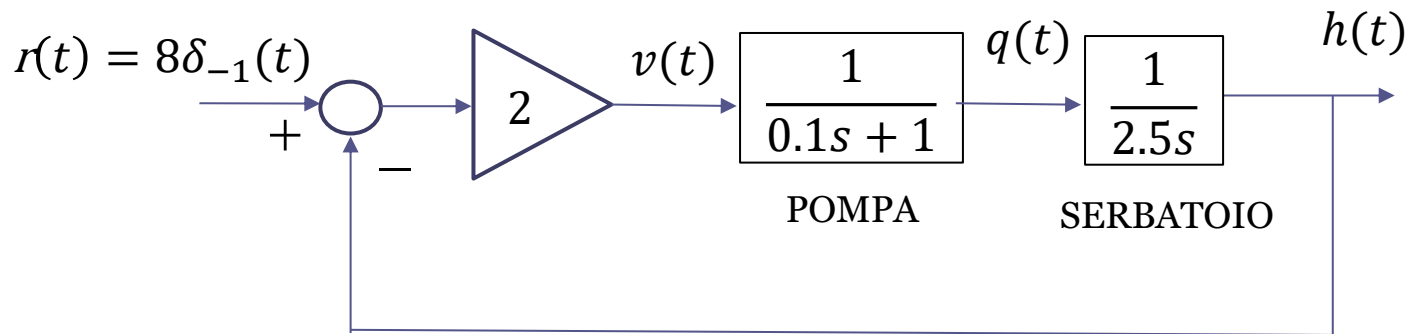 r(t) = 8δ₋₁(t)
+
−
2
v(t)
1
0.1s + 1
POMPA
q(t)
1
2.5s
SERBATOIO
h(t)